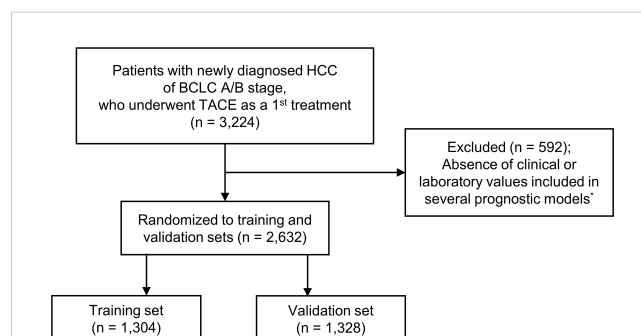 Patients with newly diagnosed HCC
of BCLC A/B stage,
who underwent TACE as a 1st treatment
(n = 3,224)
Excluded (n = 592);
Absence of clinical or
laboratory values included in
several prognostic models*
Randomized to training and
validation sets (n = 2,632)
Training set
(n = 1,304)
Validation set
(n = 1,328)